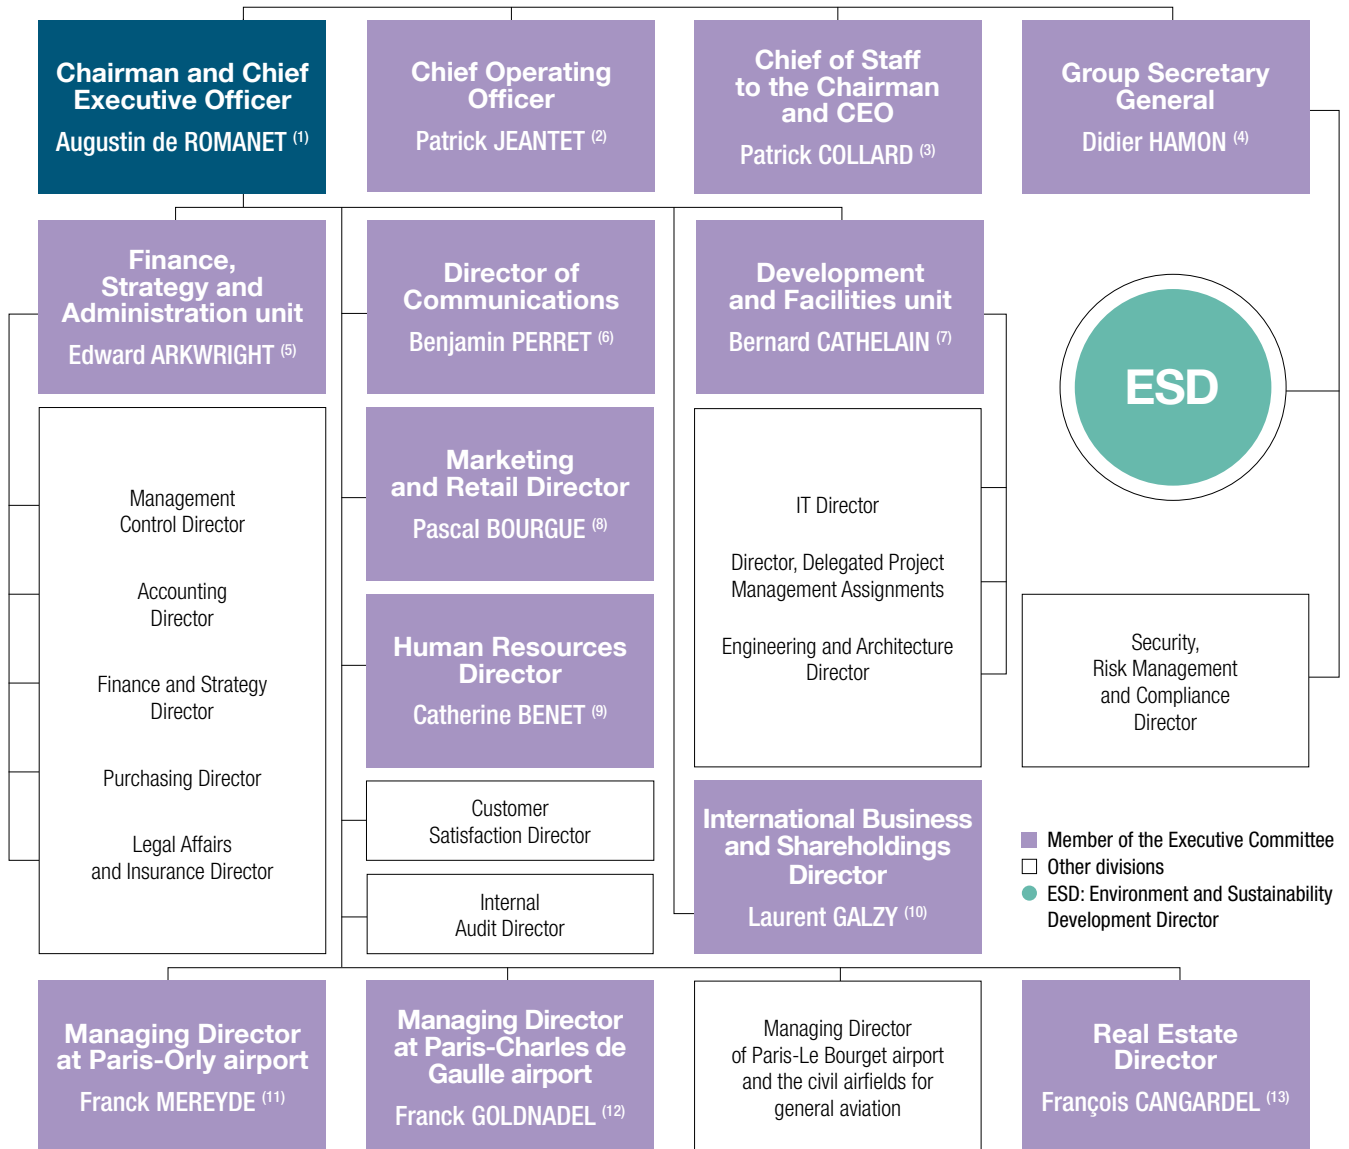 Chairman and Chief
Executive Officer
Augustin de ROMANET (1)
Chief Operating
Officer
Patrick JEANTET (2)
Chief of Staff
to the Chairman
and CEO
Patrick COLLARD (3)
Group Secretary
General
Didier HAMON (4)
Finance,
Strategy and
Administration unit
Edward ARKWRIGHT (5)
Director of
Communications
Benjamin PERRET (6)
Development
and Facilities unit
Bernard CATHELAIN (7)
ESD
Management
Control Director
Accounting
Director
Finance and Strategy
Director
Purchasing Director
Legal Affairs
and Insurance Director
Marketing
and Retail Director
Pascal BOURGUE (8)
Human Resources
Director
Catherine BENET (9)
Customer
Satisfaction Director
Internal
Audit Director
IT Director
Director, Delegated Project
Management Assignments
Engineering and Architecture
Director
International Business
and Shareholdings
Director
Laurent GALZY (10)
Security,
Risk Management
and Compliance
Director
Member of the Executive Committee
Other divisions
ESD: Environment and Sustainability
Development Director
Managing Director
at Paris-Orly airport
Franck MEREYDE (11)
Managing Director
at Paris-Charles de
Gaulle airport
Franck GOLDNADEL (12)
Managing Director
of Paris-Le Bourget airport
and the civil airfields for
general aviation
Real Estate
Director
François CANGARDEL (13)